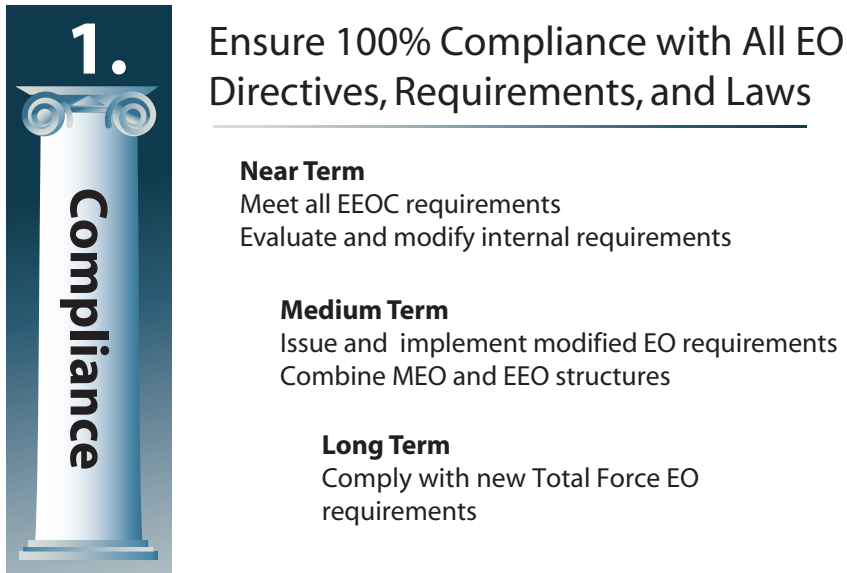 1.
Compliance
Ensure 100% Compliance with All EO
Directives, Requirements, and Laws
Near Term
Meet all EEOC requirements
Evaluate and modify internal requirements
Medium Term
Issue and  implement modified EO requirements
Combine MEO and EEO structures
Long Term
Comply with new Total Force EO
requirements